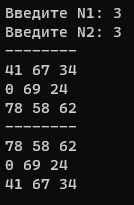 Введите N1: 3
Введите N2: 3
--------
41 67 34
0 69 24
78 58 62
--------
78 58 62
0 69 24
41 67 34